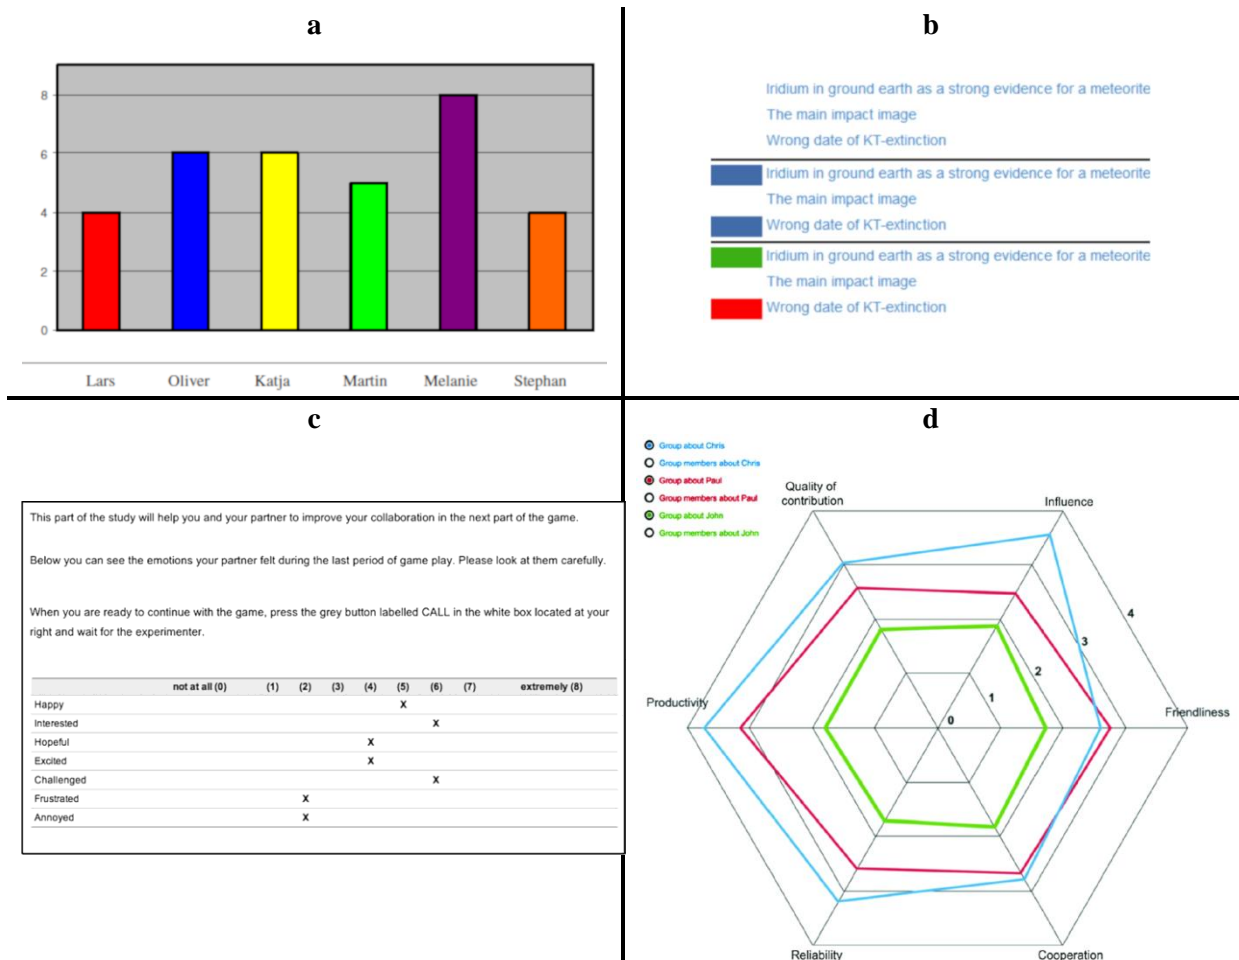 a
8
6
4
2
0
Lars Oliver Katja Martin Melanie Stephan
b
Iridium in ground earth as a strong evidence for a meteorite
The main impact image
Wrong date of KT-extinction
Iridium in ground earth as a strong evidence for a meteorite
The main impact image
Wrong date of KT-extinction
Iridium in ground earth as a strong evidence for a meteorite
The main impact image
Wrong date of KT-extinction
c
This part of the study will help you and your partner to improve your collaboration in the next part of the game.
Below you can see the emotions your partner felt during the last period of game play. Please look at them carefully.
When you are ready to continue with the game, press the grey button labelled CALL in the white box located at your
right and wait for the experimenter.
not at all (0) (1) (2) (3) (4) (5) (6) (7) extremely (8)
Happy X
Interested X
Hopeful X
Excited X
Challenged X
Frustrated X
Annoyed X
d
Group about Chris
Group members about Chris
Group about Paul
Group members about Paul
Group about John
Group members about John
Quality of
contribution
Influence
4
3
2
1
0
Productivity
Friendliness
Reliability
Cooperation